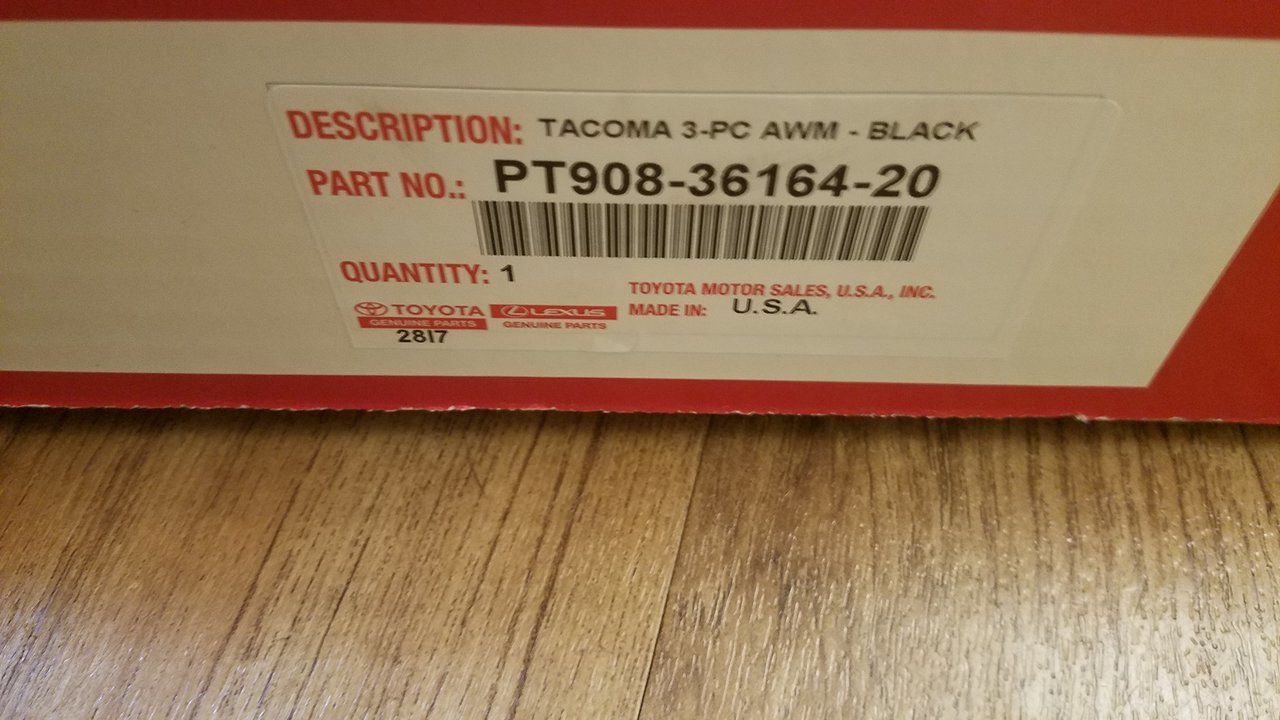 DESCRIPTION: TACOMA 3-PC AWM - BLACK
PART NO.: PT908-36164-20
QUANTITY: 1
TOYOTA MOTOR SALES, U.S.A., INC.
MADE IN: U.S.A.
TOYOTA LEXUS
GENUINE PARTS GENUINE PARTS
2817